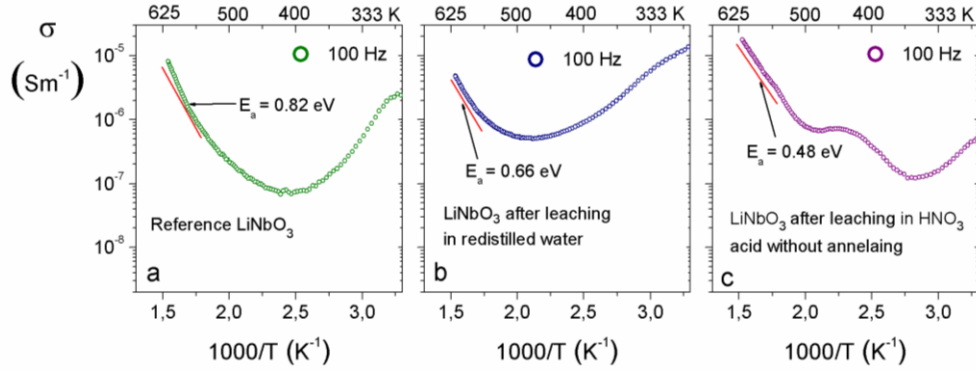 625 500 400 333 K
625 500 400 333 K
625 500 400 333 K
σ
(Sm⁻¹)
10⁻⁵
10⁻⁶
10⁻⁷
10⁻⁸
100 Hz
Eₐ = 0.82 eV
Reference LiNbO₃
a
100 Hz
Eₐ = 0.66 eV
LiNbO₃ after leaching
in redistilled water
b
100 Hz
Eₐ = 0.48 eV
LiNbO₃ after leaching in HNO₃
acid without annelaing
c
1,5 2,0 2,5 3,0
1,5 2,0 2,5 3,0
1,5 2,0 2,5 3,0
1000/T (K⁻¹)
1000/T (K⁻¹)
1000/T (K⁻¹)